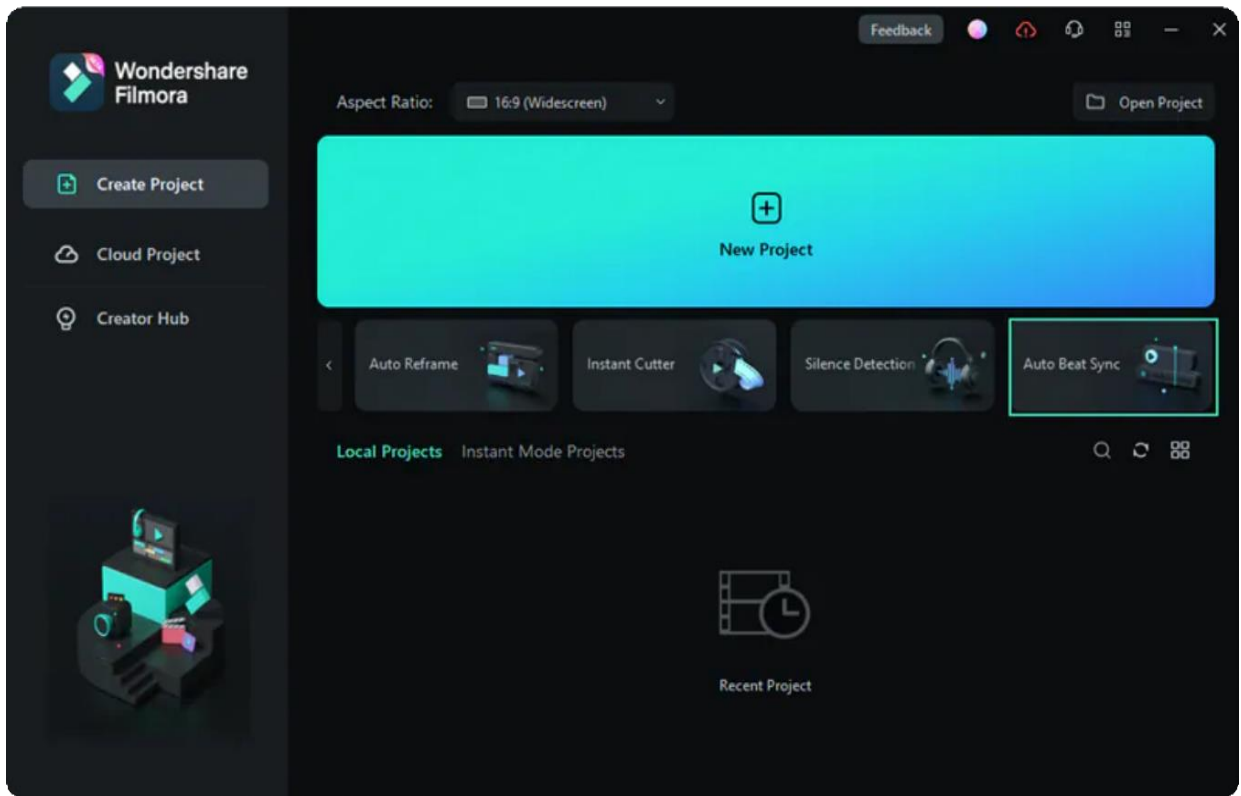 Feedback
Wondershare
Filmora
Aspect Ratio:
16:9 (Widescreen)
Open Project
Create Project
Cloud Project
Creator Hub
New Project
Auto Reframe
Instant Cutter
Silence Detection
Auto Beat Sync
Local Projects
Instant Mode Projects
Recent Project